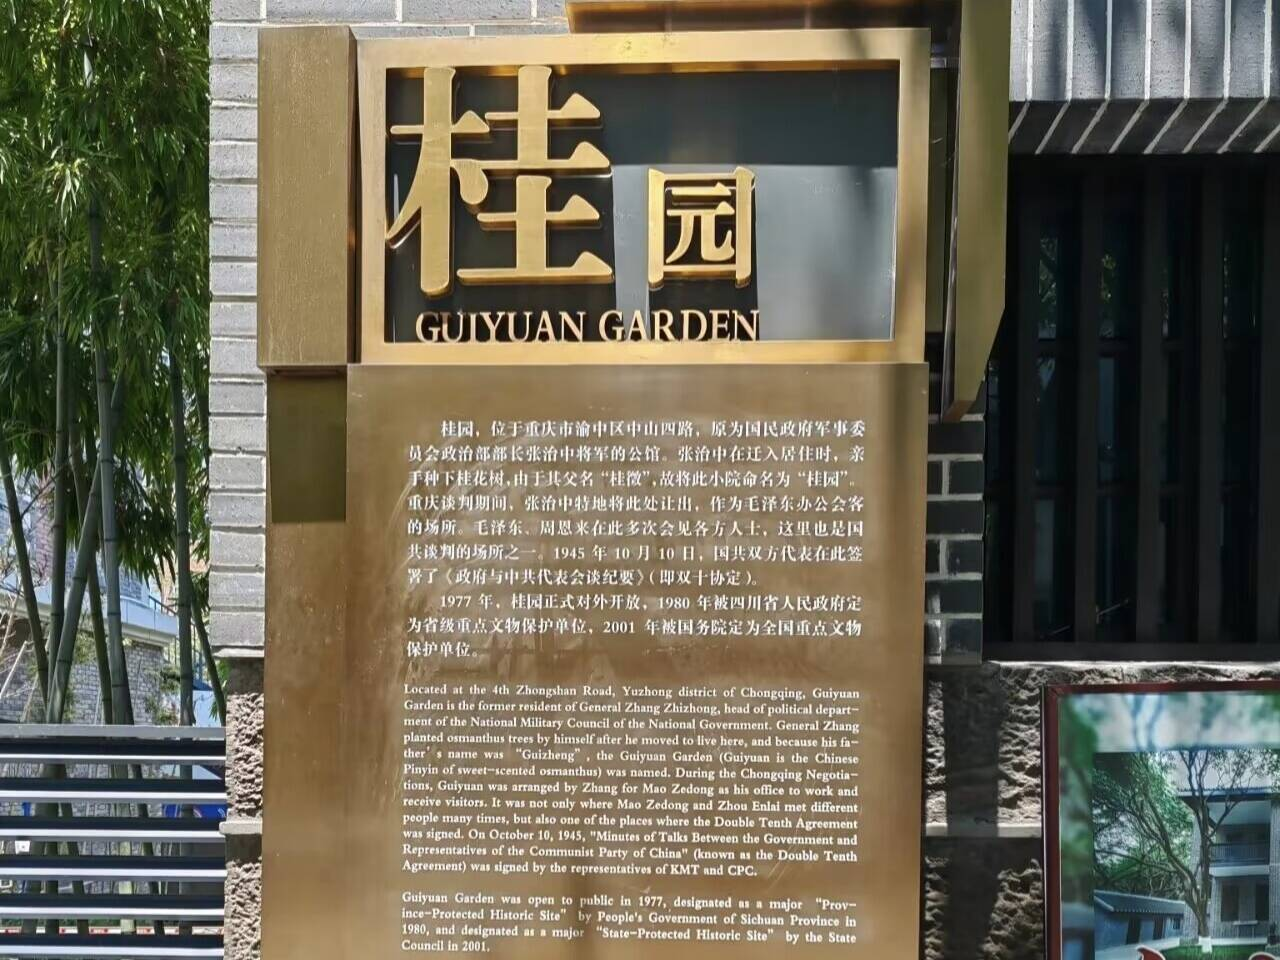 桂园
GUIYUAN GARDEN
桂园，位于重庆市渝中区中山四路，原为国民政府军事委
员会政治部部长张治中将军的公馆。张治中在迁入居住时，亲
手种下桂花树，由于其父名“桂徵”，故将此小院命名为“桂园”。
重庆谈判期间，张治中特地将此处让出，作为毛泽东办公会客
的场所。毛泽东、周恩来在此多次会见各方人士，这里也是国
共谈判的场所之一。1945 年 10 月 10 日，国共双方代表在此签
署了《政府与中共代表会谈纪要》（即双十协定）。
1977 年，桂园正式对外开放，1980 年被四川省人民政府定
为省级重点文物保护单位，2001 年被国务院定为全国重点文物
保护单位。
Located at the 4th Zhongshan Road, Yuzhong district of Chongqing, Guiyuan
Garden is the former resident of General Zhang Zhizhong, head of political depart-
ment of the National Military Council of the National Government. General Zhang
planted osmanthus trees by himself after he moved to live here, and because his fa-
ther's name was “Guizheng”, the Guiyuan Garden (Guiyuan is the Chinese
Pinyin of sweet-scented osmanthus) was named. During the Chongqing Negotia-
tions, Guiyuan was arranged by Zhang for Mao Zedong as his office to work and
receive visitors. It was not only where Mao Zedong and Zhou Enlai met different
people many times, but also one of the places where the Double Tenth Agreement
was signed. On October 10, 1945, "Minutes of Talks Between the Government and
Representatives of the Communist Party of China" (known as the Double Tenth
Agreement) was signed by the representatives of KMT and CPC.
Guiyuan Garden was open to public in 1977, designated as a major “Prov-
ince-Protected Historic Site” by People's Government of Sichuan Province in
1980, and designated as a major “State-Protected Historic Site” by the State
Council in 2001.